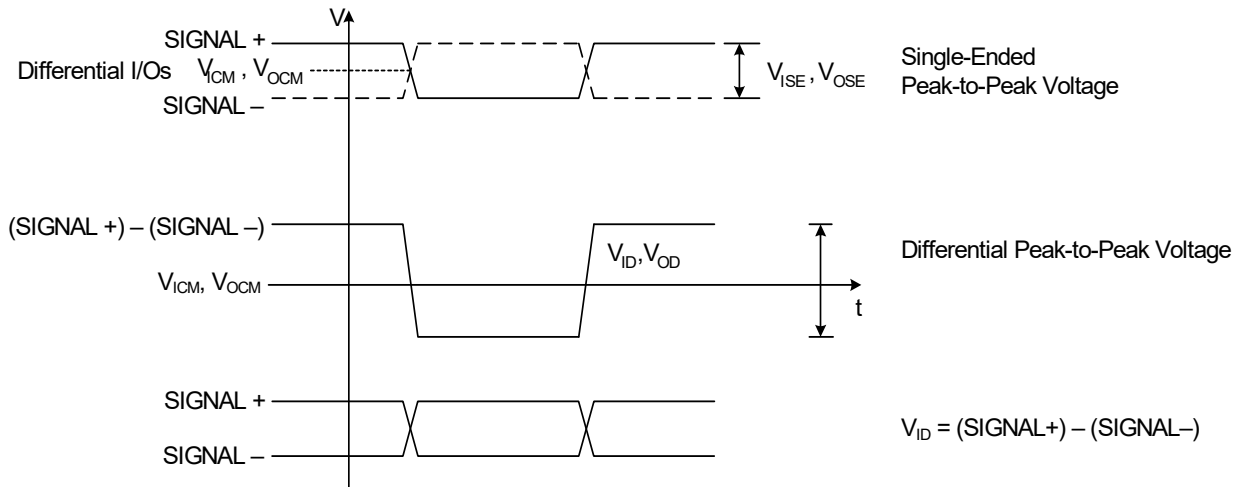 V
SIGNAL +
Differential I/Os V_ICM , V_OCM
SIGNAL –
V_ISE , V_OSE
Single-Ended
Peak-to-Peak Voltage
(SIGNAL +) – (SIGNAL –)
V_ID, V_OD
Differential Peak-to-Peak Voltage
V_ICM, V_OCM
t
SIGNAL +
SIGNAL –
V_ID = (SIGNAL+) – (SIGNAL–)